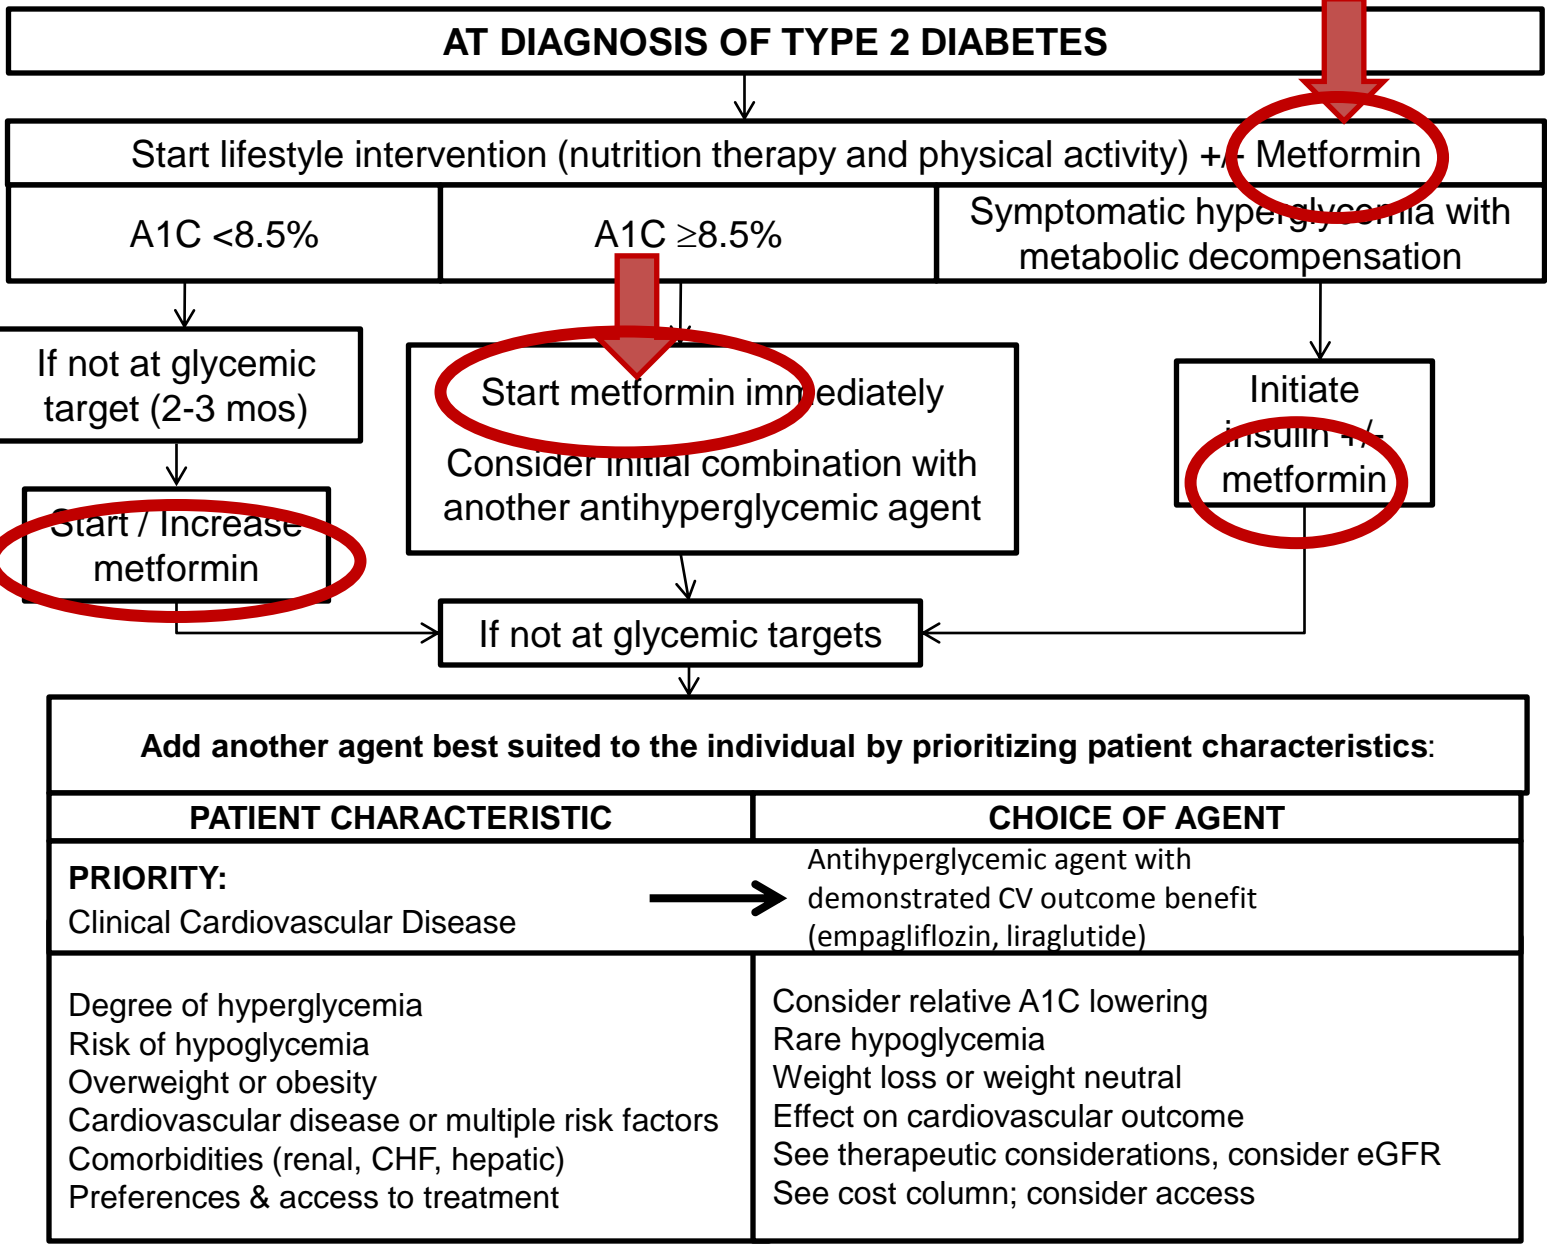 AT DIAGNOSIS OF TYPE 2 DIABETES
Start lifestyle intervention (nutrition therapy and physical activity) +/- Metformin
A1C <8.5%
A1C ≥8.5%
Symptomatic hyperglycemia with
metabolic decompensation
If not at glycemic
target (2-3 mos)
Start / Increase
metformin
Start metformin immediately
Consider initial combination with
another antihyperglycemic agent
Initiate
insulin +/-
metformin
If not at glycemic targets
Add another agent best suited to the individual by prioritizing patient characteristics:
PATIENT CHARACTERISTIC
CHOICE OF AGENT
PRIORITY:
Clinical Cardiovascular Disease
Antihyperglycemic agent with
demonstrated CV outcome benefit
(empagliflozin, liraglutide)
Degree of hyperglycemia
Risk of hypoglycemia
Overweight or obesity
Cardiovascular disease or multiple risk factors
Comorbidities (renal, CHF, hepatic)
Preferences & access to treatment
Consider relative A1C lowering
Rare hypoglycemia
Weight loss or weight neutral
Effect on cardiovascular outcome
See therapeutic considerations, consider eGFR
See cost column; consider access